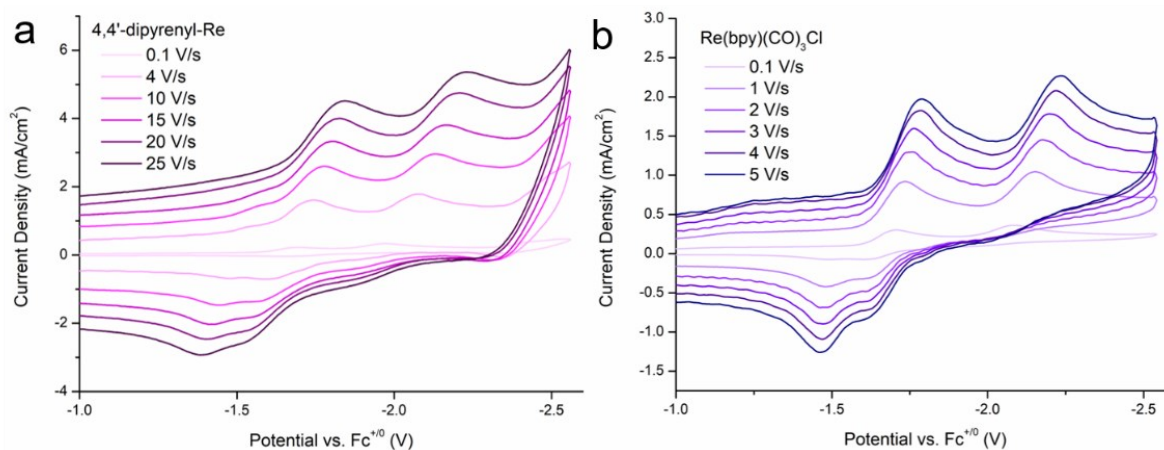 a
4,4'-dipyrenyl-Re
0.1 V/s
4 V/s
10 V/s
15 V/s
20 V/s
25 V/s
6
4
2
0
-2
-4
Current Density (mA/cm²)
-1.0
-1.5
-2.0
-2.5
Potential vs. Fc⁺/⁰ (V)
b
Re(bpy)(CO)₃Cl
0.1 V/s
1 V/s
2 V/s
3 V/s
4 V/s
5 V/s
3.0
2.5
2.0
1.5
1.0
0.5
0.0
-0.5
-1.0
-1.5
Current Density (mA/cm²)
-1.0
-1.5
-2.0
-2.5
Potential vs. Fc⁺/⁰ (V)